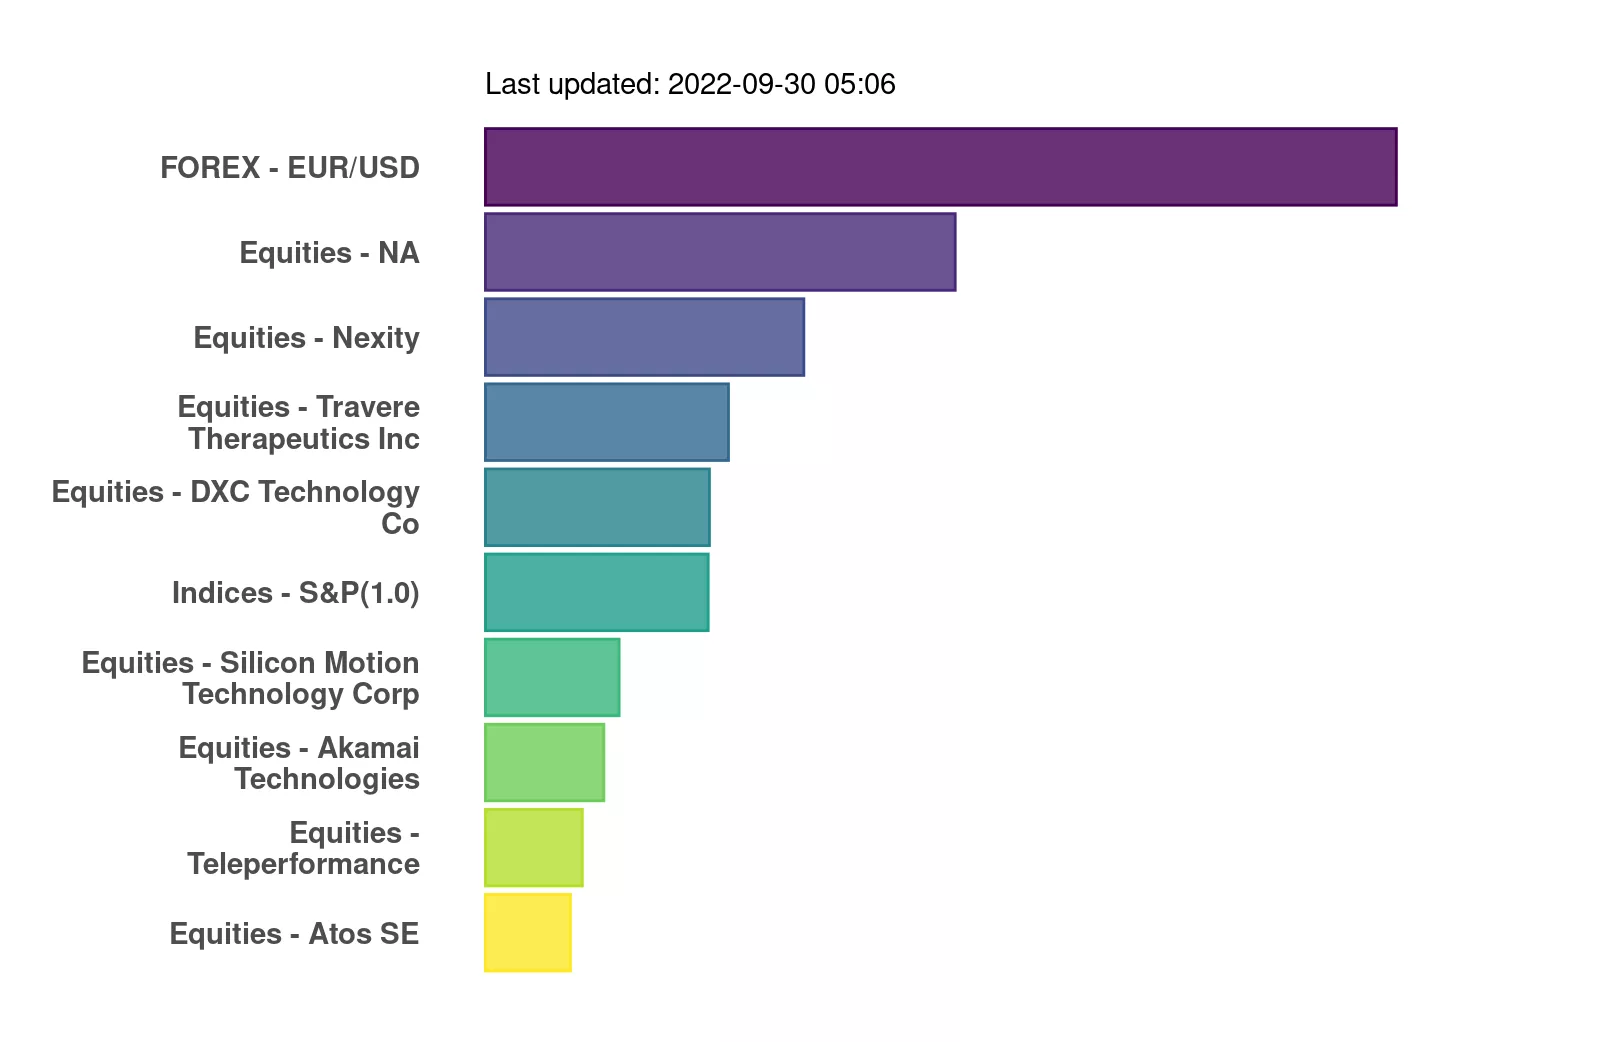 Last updated: 2022-09-30 05:06
FOREX - EUR/USD
Equities - NA
Equities - Nexity
Equities - Travere
Therapeutics Inc
Equities - DXC Technology
Co
Indices - S&P(1.0)
Equities - Silicon Motion
Technology Corp
Equities - Akamai
Technologies
Equities -
Teleperformance
Equities - Atos SE